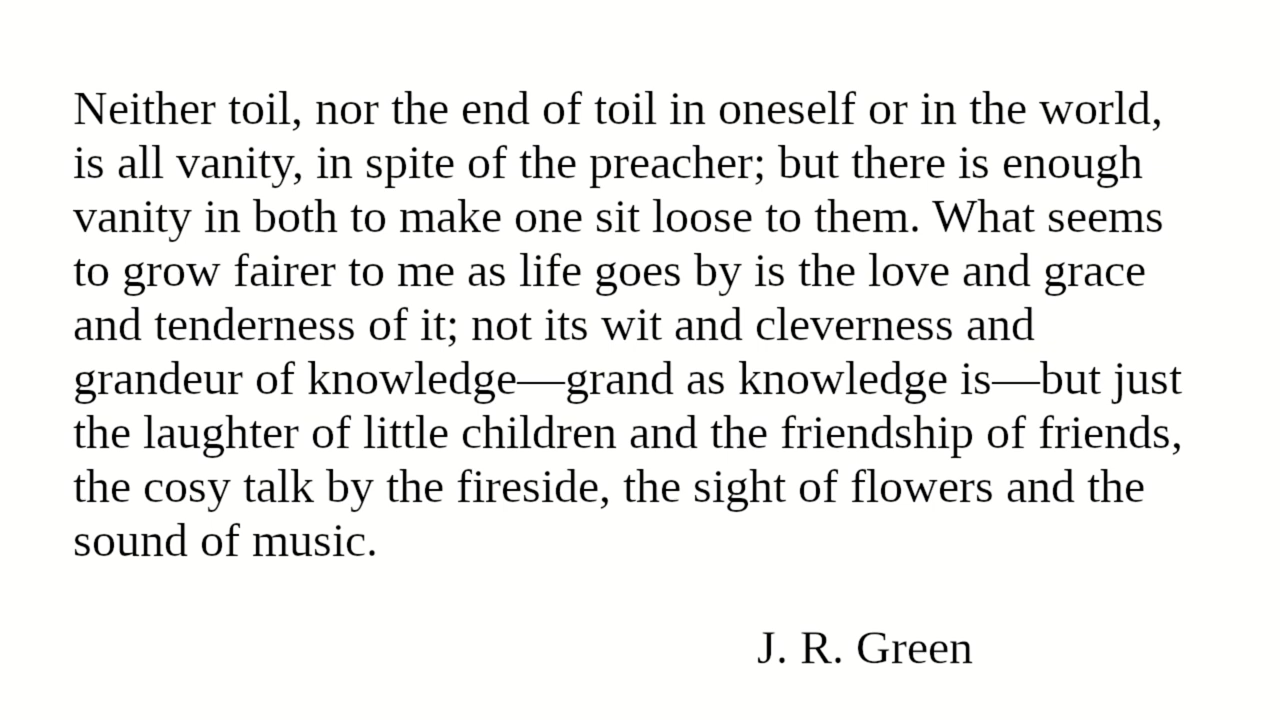 Neither toil, nor the end of toil in oneself or in the world,
is all vanity, in spite of the preacher; but there is enough
vanity in both to make one sit loose to them. What seems
to grow fairer to me as life goes by is the love and grace
and tenderness of it; not its wit and cleverness and
grandeur of knowledge—grand as knowledge is—but just
the laughter of little children and the friendship of friends,
the cosy talk by the fireside, the sight of flowers and the
sound of music.
J. R. Green